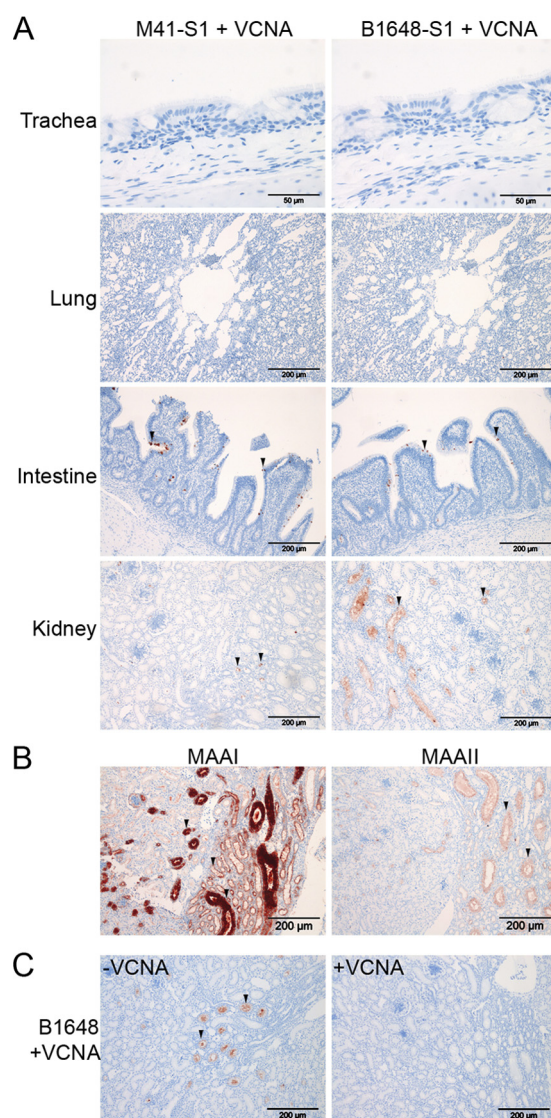 A
M41-S1 + VCNA
B1648-S1 + VCNA
Trachea
50 µm
50 µm
Lung
200 µm
200 µm
Intestine
200 µm
200 µm
Kidney
200 µm
200 µm
B
MAAI
MAAII
200 µm
200 µm
C
-VCNA
+VCNA
B1648
+VCNA
200 µm
200 µm